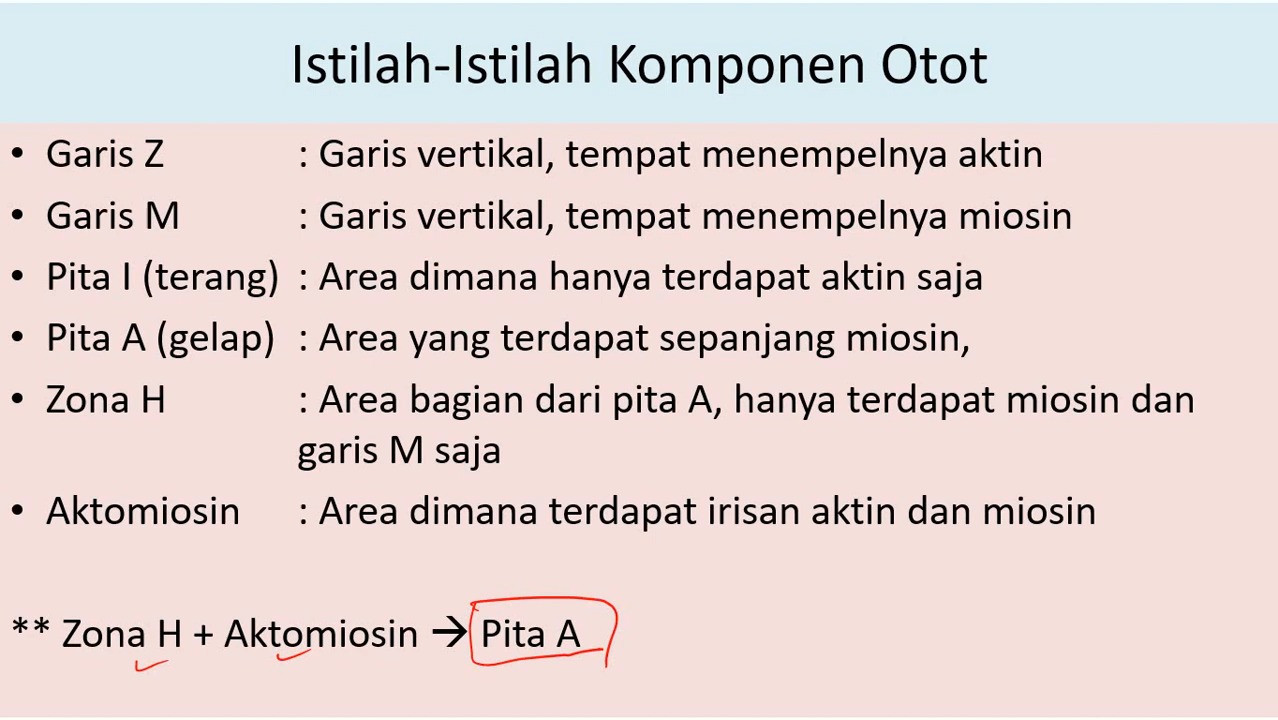 Istilah-Istilah Komponen Otot
• Garis Z : Garis vertikal, tempat menempelnya aktin
• Garis M : Garis vertikal, tempat menempelnya miosin
• Pita I (terang) : Area dimana hanya terdapat aktin saja
• Pita A (gelap) : Area yang terdapat sepanjang miosin,
• Zona H : Area bagian dari pita A, hanya terdapat miosin dan
garis M saja
• Aktomiosin : Area dimana terdapat irisan aktin dan miosin
** Zona H + Aktomiosin → Pita A